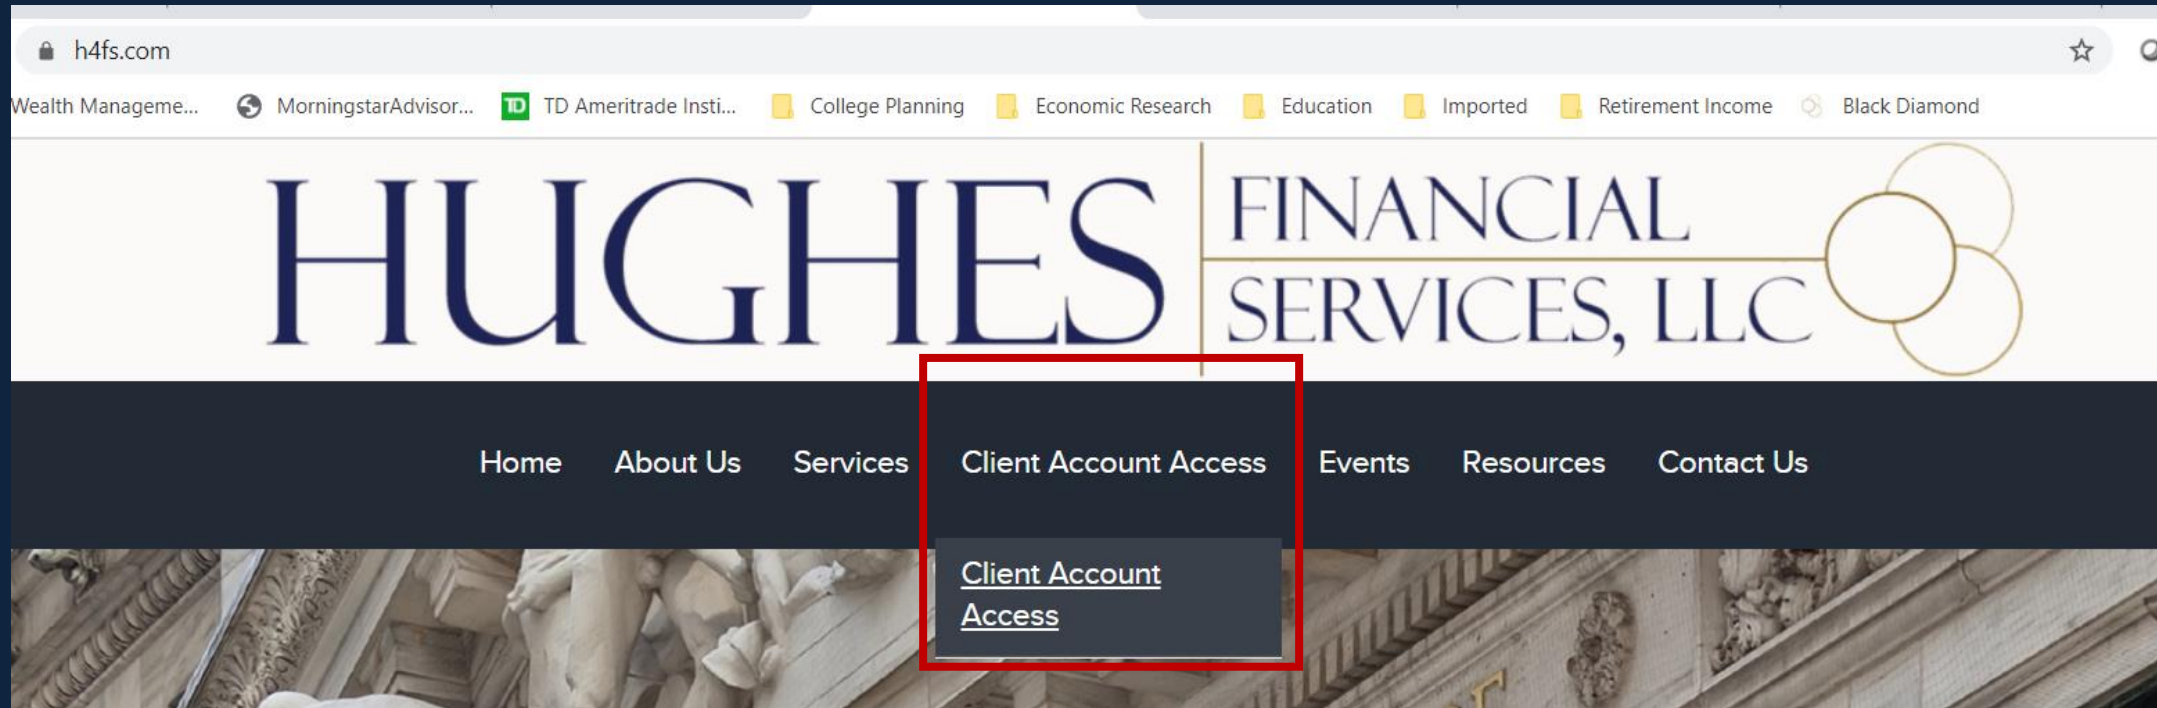 h4fs.com
Wealth Manageme... MorningstarAdvisor... TD TD Ameritrade Insti... College Planning Economic Research Education Imported Retirement Income Black Diamond
HUGHES FINANCIAL
SERVICES, LLC
Home About Us Services Client Account Access Events Resources Contact Us
Client Account
Access